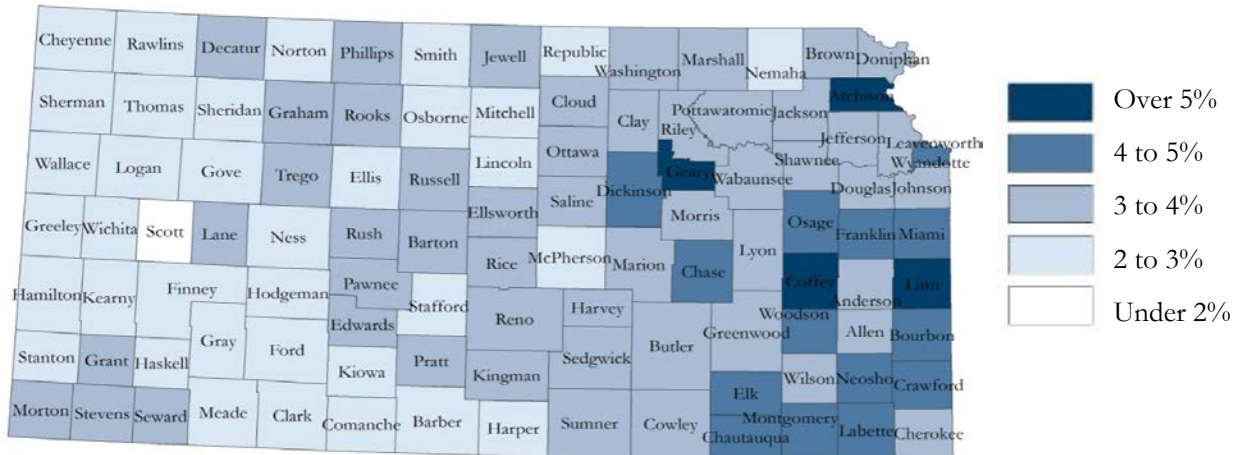 Cheyenne
Rawlins
Decatur
Norton
Phillips
Smith
Jewell
Republic
Washington
Marshall
Nemaha
Brown
Doniphan
Sherman
Thomas
Sheridan
Graham
Rooks
Osborne
Mitchell
Cloud
Clay
Riley
Pottawatomic
Jackson
Atchison
Jefferson
Leavenworth
Wyandotte
Wallace
Logan
Gove
Trego
Ellis
Russell
Lincoln
Ottawa
Saline
Dickinson
Geary
Wabaunsee
Shawnee
Douglas
Johnson
Greeley
Wichita
Scott
Lane
Ness
Rush
Barton
Ellsworth
Rice
McPherson
Marion
Morris
Chase
Lyon
Osage
Franklin
Miami
Hamilton
Kearny
Finney
Hodgeman
Pawnee
Stafford
Reno
Harvey
Butler
Greenwood
Coffey
Woodson
Anderson
Linn
Stanton
Grant
Haskell
Gray
Ford
Edwards
Kiowa
Pratt
Kingman
Sedgwick
Elk
Wilson
Allen
Neosho
Bourbon
Crawford
Morton
Stevens
Seward
Meade
Clark
Comanche
Barber
Harper
Sumner
Cowley
Chautauqua
Montgomery
Labette
Cherokee
Over 5%
4 to 5%
3 to 4%
2 to 3%
Under 2%